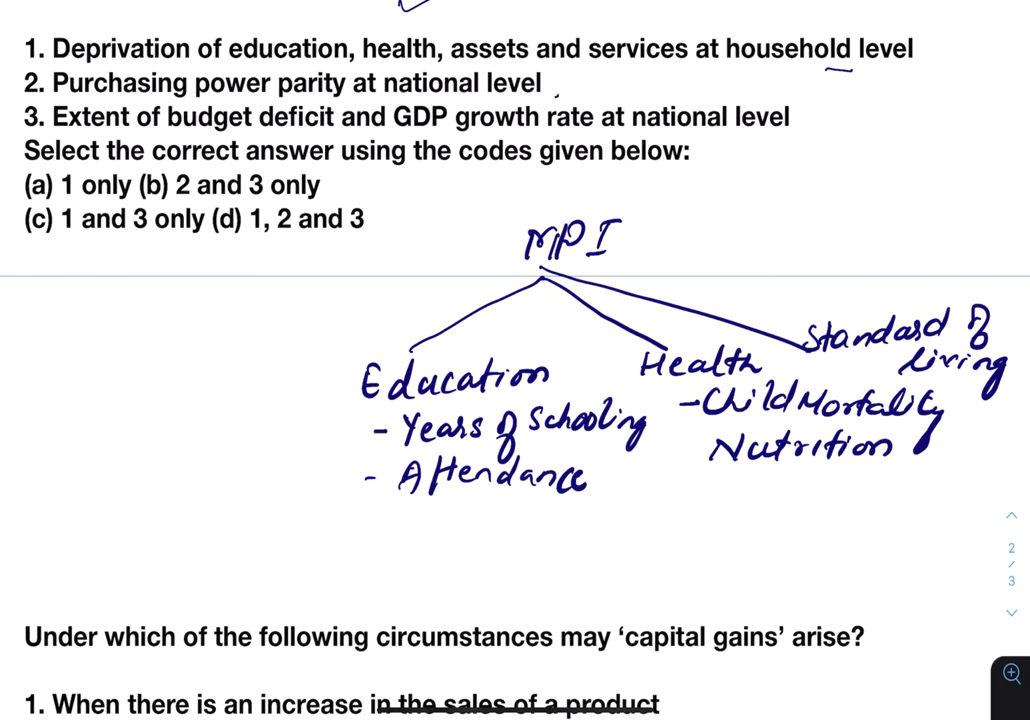 1. Deprivation of education, health, assets and services at household level
2. Purchasing power parity at national level
3. Extent of budget deficit and GDP growth rate at national level
Select the correct answer using the codes given below:
(a) 1 only (b) 2 and 3 only
(c) 1 and 3 only (d) 1, 2 and 3
MPI
Education
- Years of Schooling
- Attendance
Health
- Child Mortality
Nutrition
Standard of
living
2
/
3
Under which of the following circumstances may ‘capital gains’ arise?
1. When there is an increase in the sales of a product